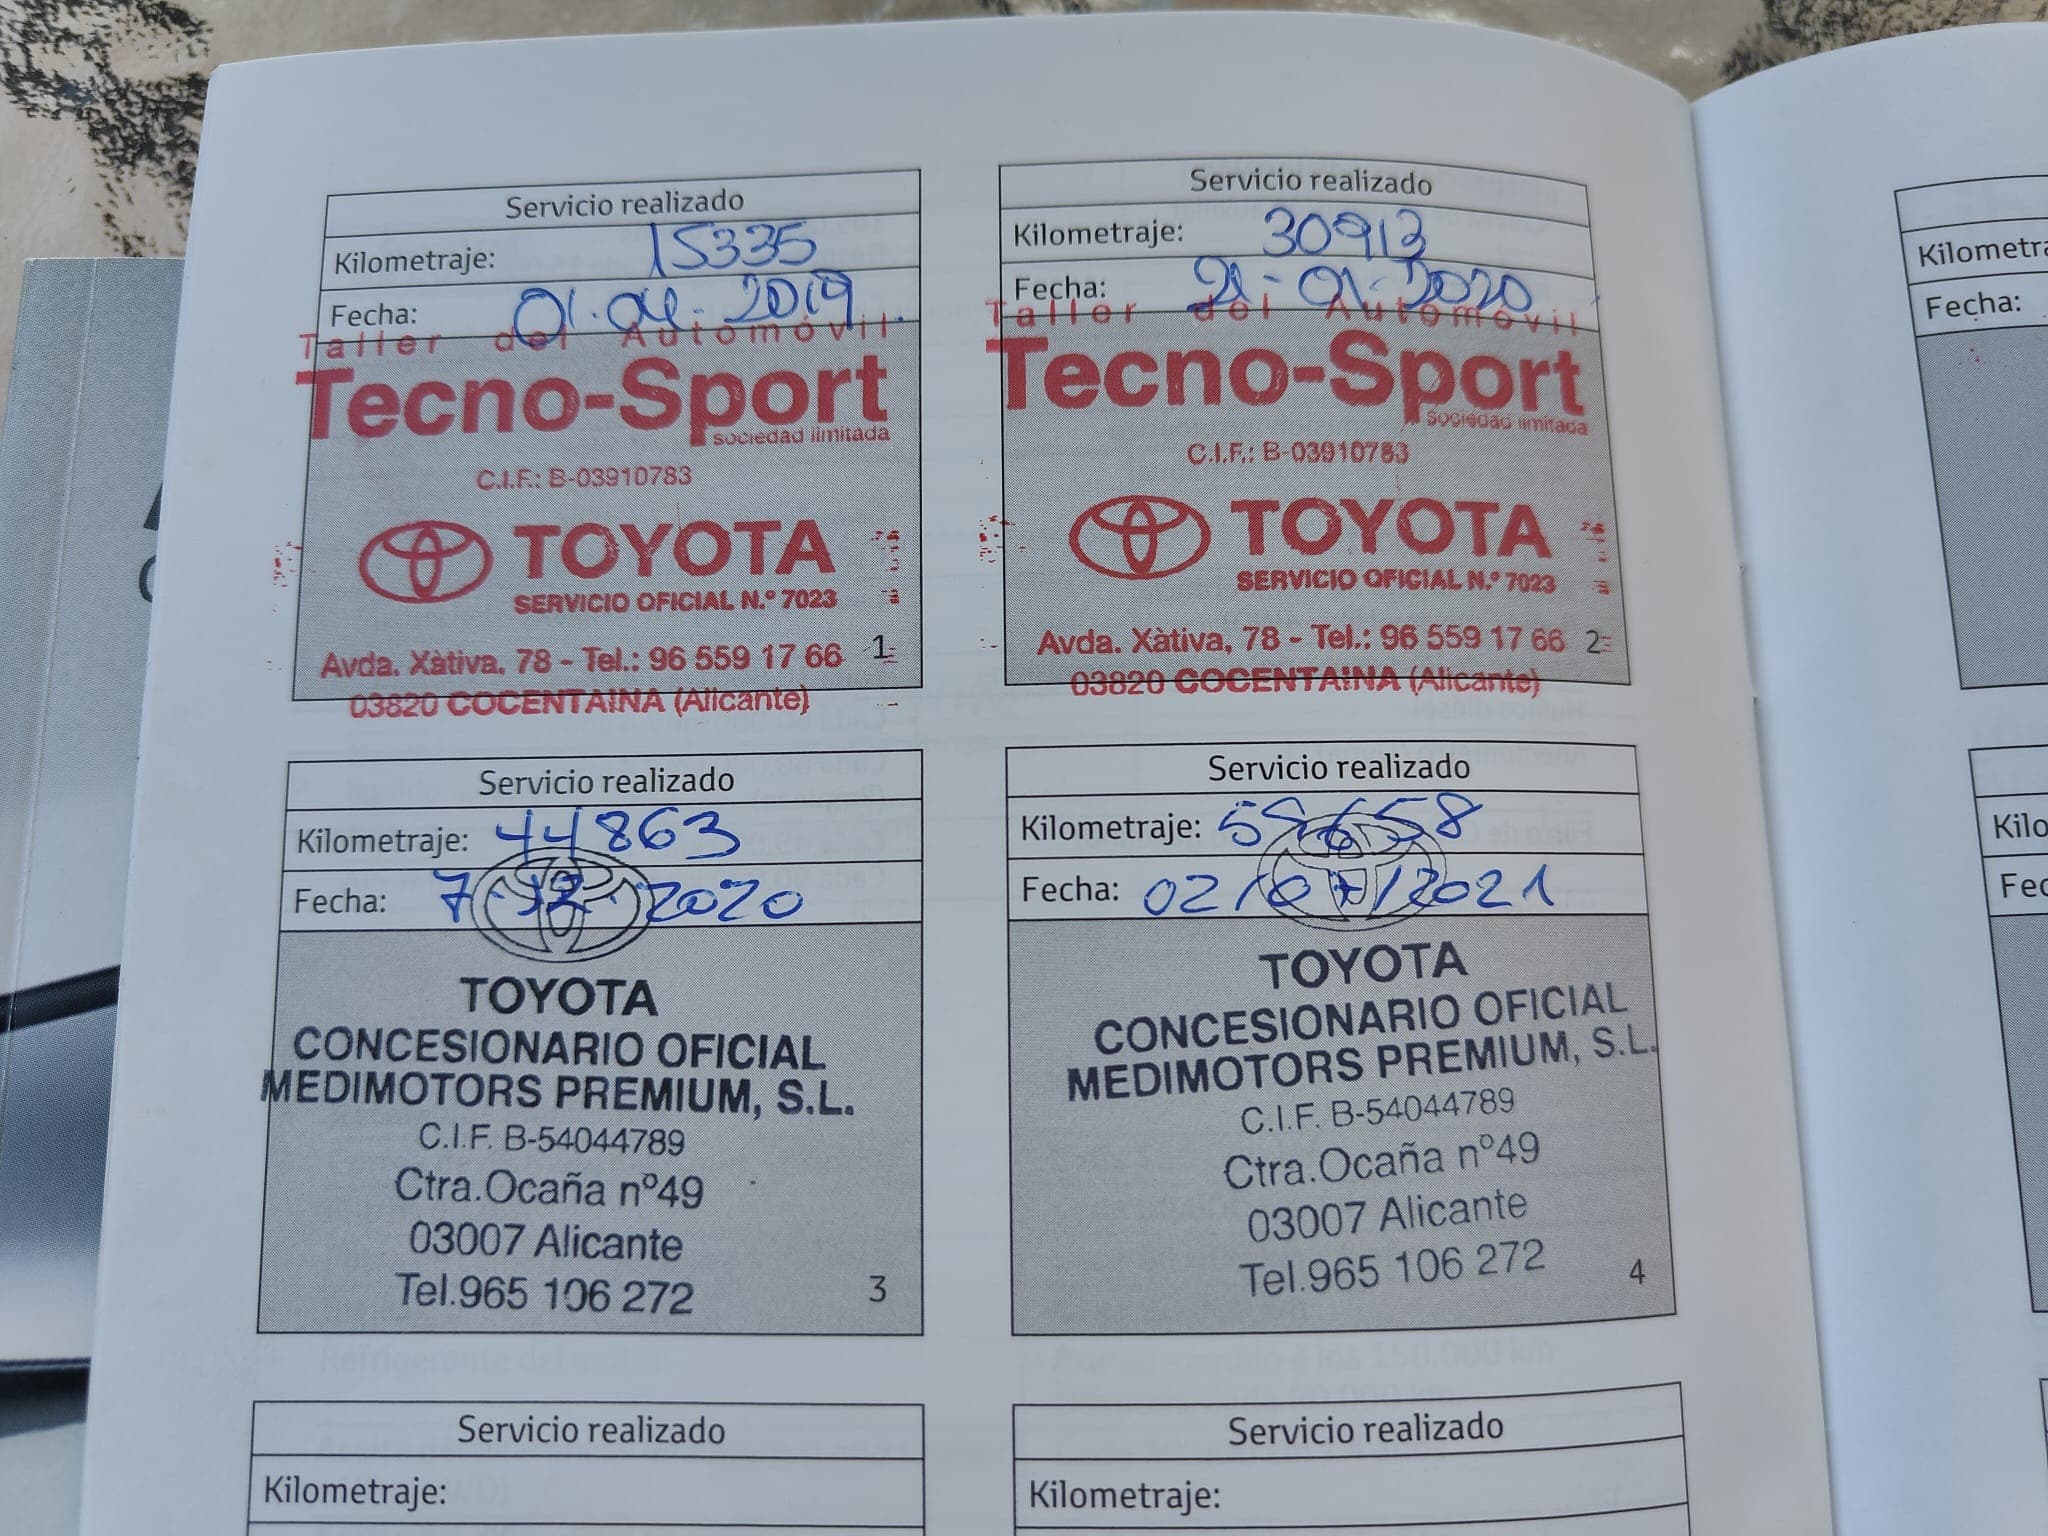 Servicio realizado
Kilometraje: 15335
Fecha: 01.04.2019
Taller del Automóvil
Tecno-Sport
sociedad limitada
C.I.F.: B-03910783
TOYOTA
SERVICIO OFICIAL N.º 7023
Avda. Xàtiva, 78 - Tel.: 96 559 17 66
1
03820 COCENTAINA (Alicante)
Servicio realizado
Kilometraje: 30913
Fecha: 21-01-2020
Taller del Automóvil
Tecno-Sport
sociedad limitada
C.I.F.: B-03910783
TOYOTA
SERVICIO OFICIAL N.º 7023
Avda. Xàtiva, 78 - Tel.: 96 559 17 66
2
03820 COCENTAINA (Alicante)
Servicio realizado
Kilometraje: 44863
Fecha: 7-12-2020
TOYOTA
CONCESIONARIO OFICIAL
MEDIMOTORS PREMIUM, S.L.
C.I.F. B-54044789
Ctra.Ocaña nº49
03007 Alicante
Tel.965 106 272
3
Servicio realizado
Kilometraje: 59658
Fecha: 02/07/2021
TOYOTA
CONCESIONARIO OFICIAL
MEDIMOTORS PREMIUM, S.L.
C.I.F. B-54044789
Ctra.Ocaña nº49
03007 Alicante
Tel.965 106 272
4
Servicio realizado
Kilometraje:
Servicio realizado
Kilometraje:
Fecha: